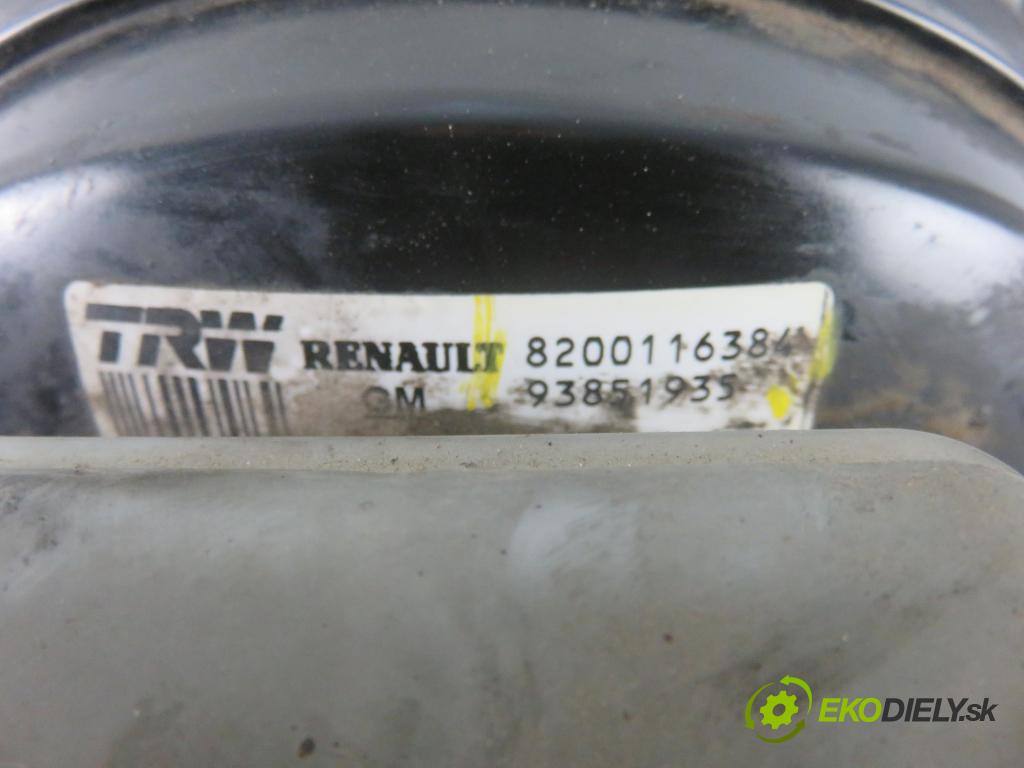 TRW RENAULT 8200116384
GM 93851935
EKODIELY.sk